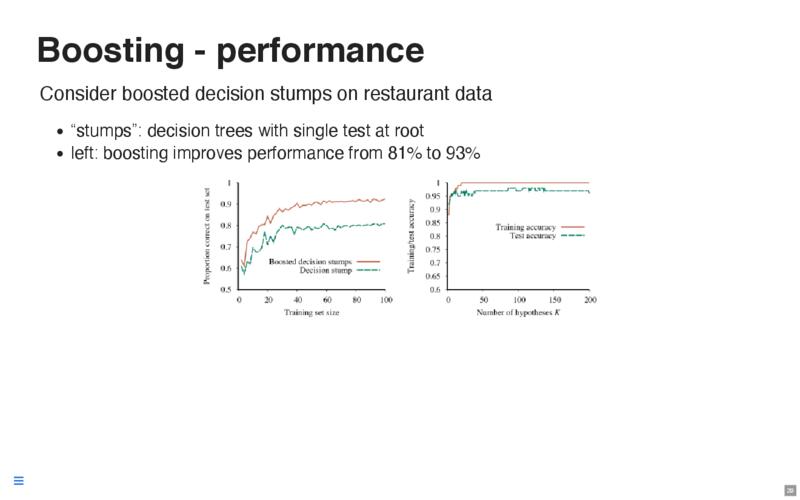 Boosting - performance
Consider boosted decision stumps on restaurant data
• “stumps”: decision trees with single test at root
• left: boosting improves performance from 81% to 93%
Proportion correct on test set
1
0.9
0.8
0.7
0.6
0.5
0 20 40 60 80 100
Training set size
Boosted decision stumps
Decision stump
Training/test accuracy
1
0.95
0.9
0.85
0.8
0.75
0.7
0.65
0.6
0 50 100 150 200
Number of hypotheses K
Training accuracy
Test accuracy